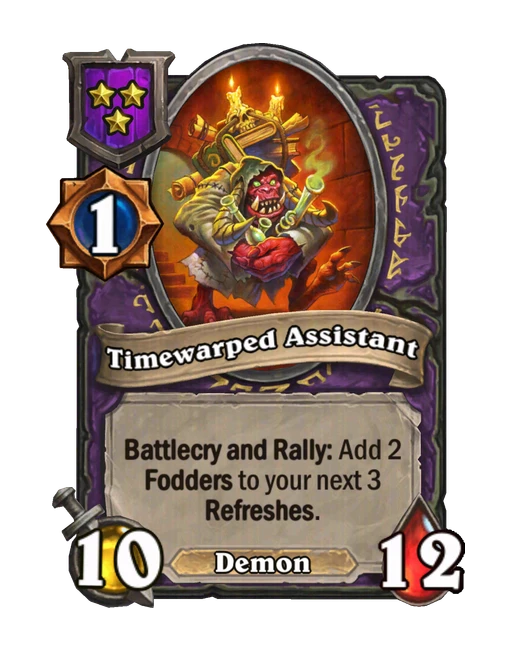 1
Timewarped Assistant
Battlecry and Rally: Add 2
Fodders to your next 3
Refreshes.
10
Demon
12